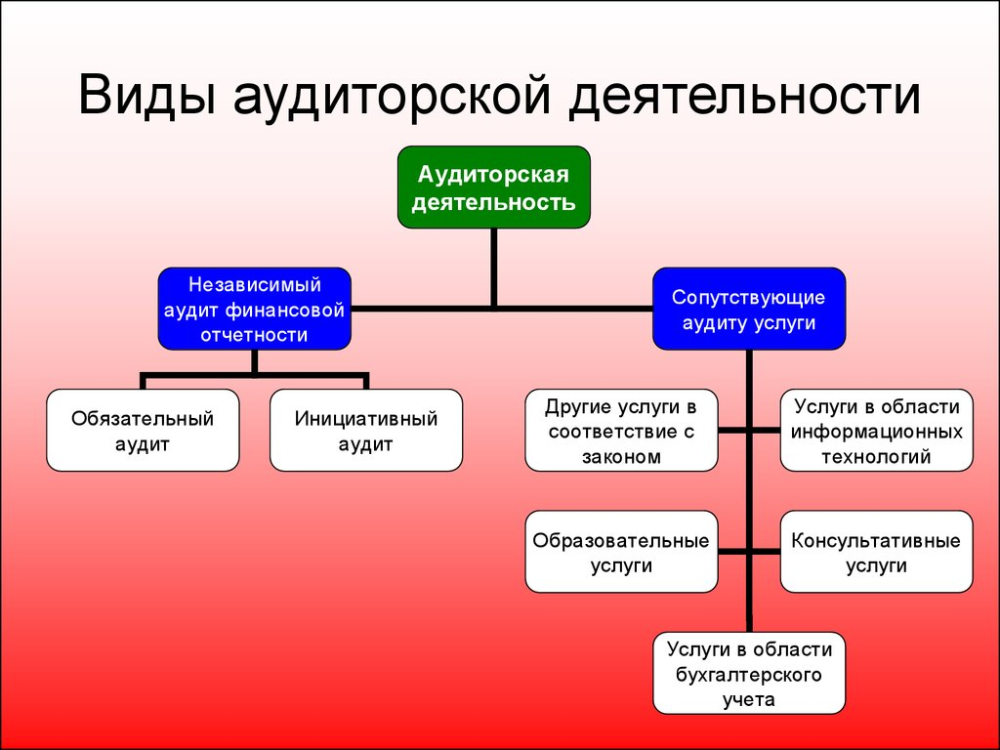 Виды аудиторской деятельности
Аудиторская
деятельность
Независимый
аудит финансовой
отчетности
Сопутствующие
аудиту услуги
Обязательный
аудит
Инициативный
аудит
Другие услуги в
соответствие с
законом
Услуги в области
информационных
технологий
Образовательные
услуги
Консультативные
услуги
Услуги в области
бухгалтерского
учета